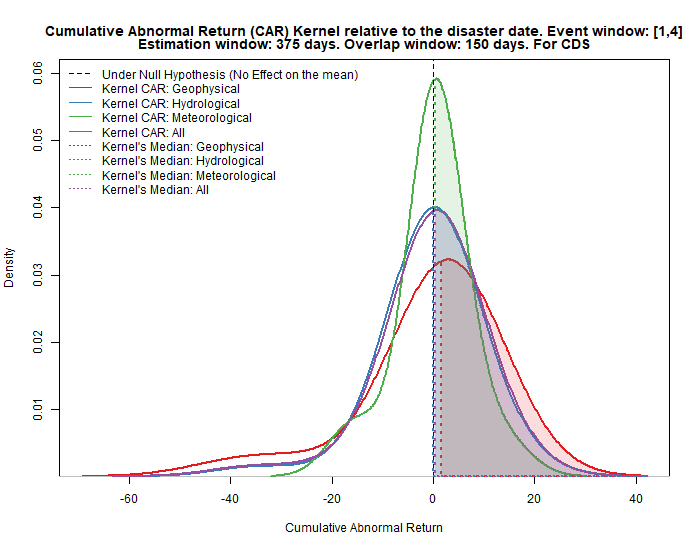 Cumulative Abnormal Return (CAR) Kernel relative to the disaster date. Event window: [1,4]
Estimation window: 375 days. Overlap window: 150 days. For CDS
Under Null Hypothesis (No Effect on the mean)
Kernel CAR: Geophysical
Kernel CAR: Hydrological
Kernel CAR: Meteorological
Kernel CAR: All
Kernel's Median: Geophysical
Kernel's Median: Hydrological
Kernel's Median: Meteorological
Kernel's Median: All
Density
0.06
0.05
0.04
0.03
0.02
0.01
-60
-40
-20
0
20
40
Cumulative Abnormal Return